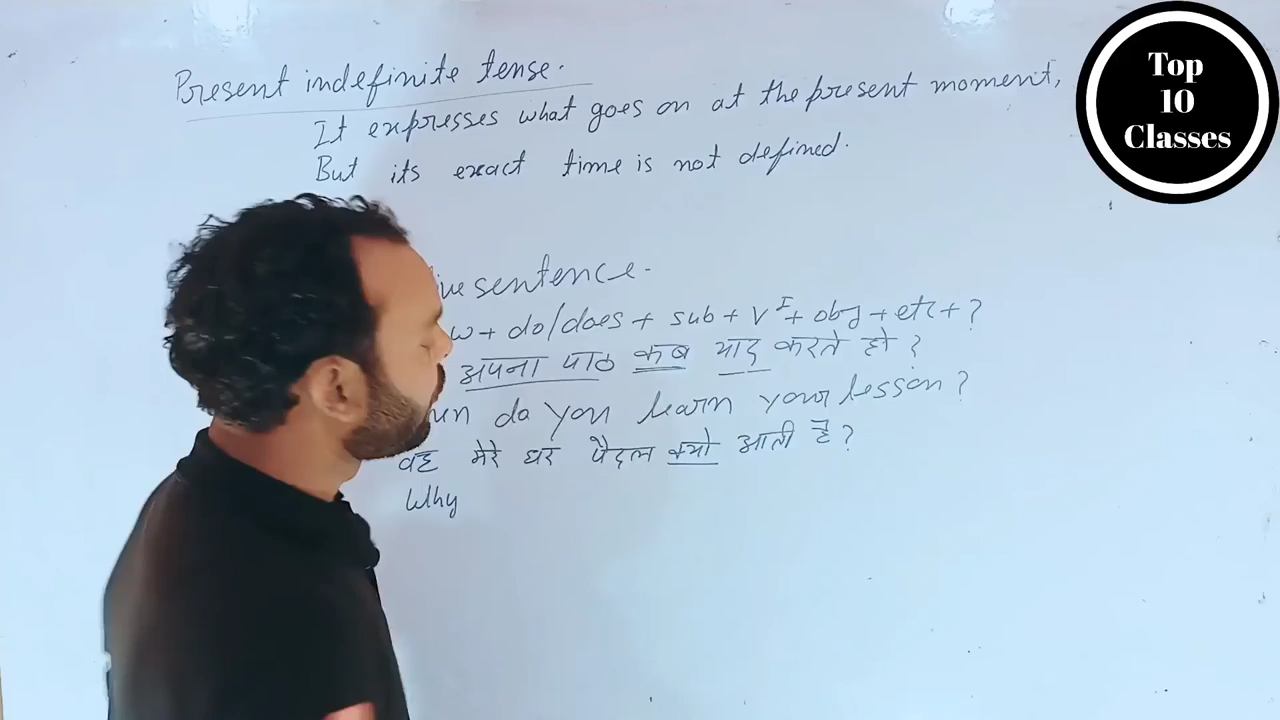 Present indefinite tense.
It expresses what goes on at the present moment,
But its exact time is not defined.
sentence.
w + do/does + sub + V I + obj + etc + ?
अपना पाठ कब याद करते हो ?
do you learn your lesson ?
वह मेरे घर पैदल क्यो आती है ?
Why
Top
10
Classes